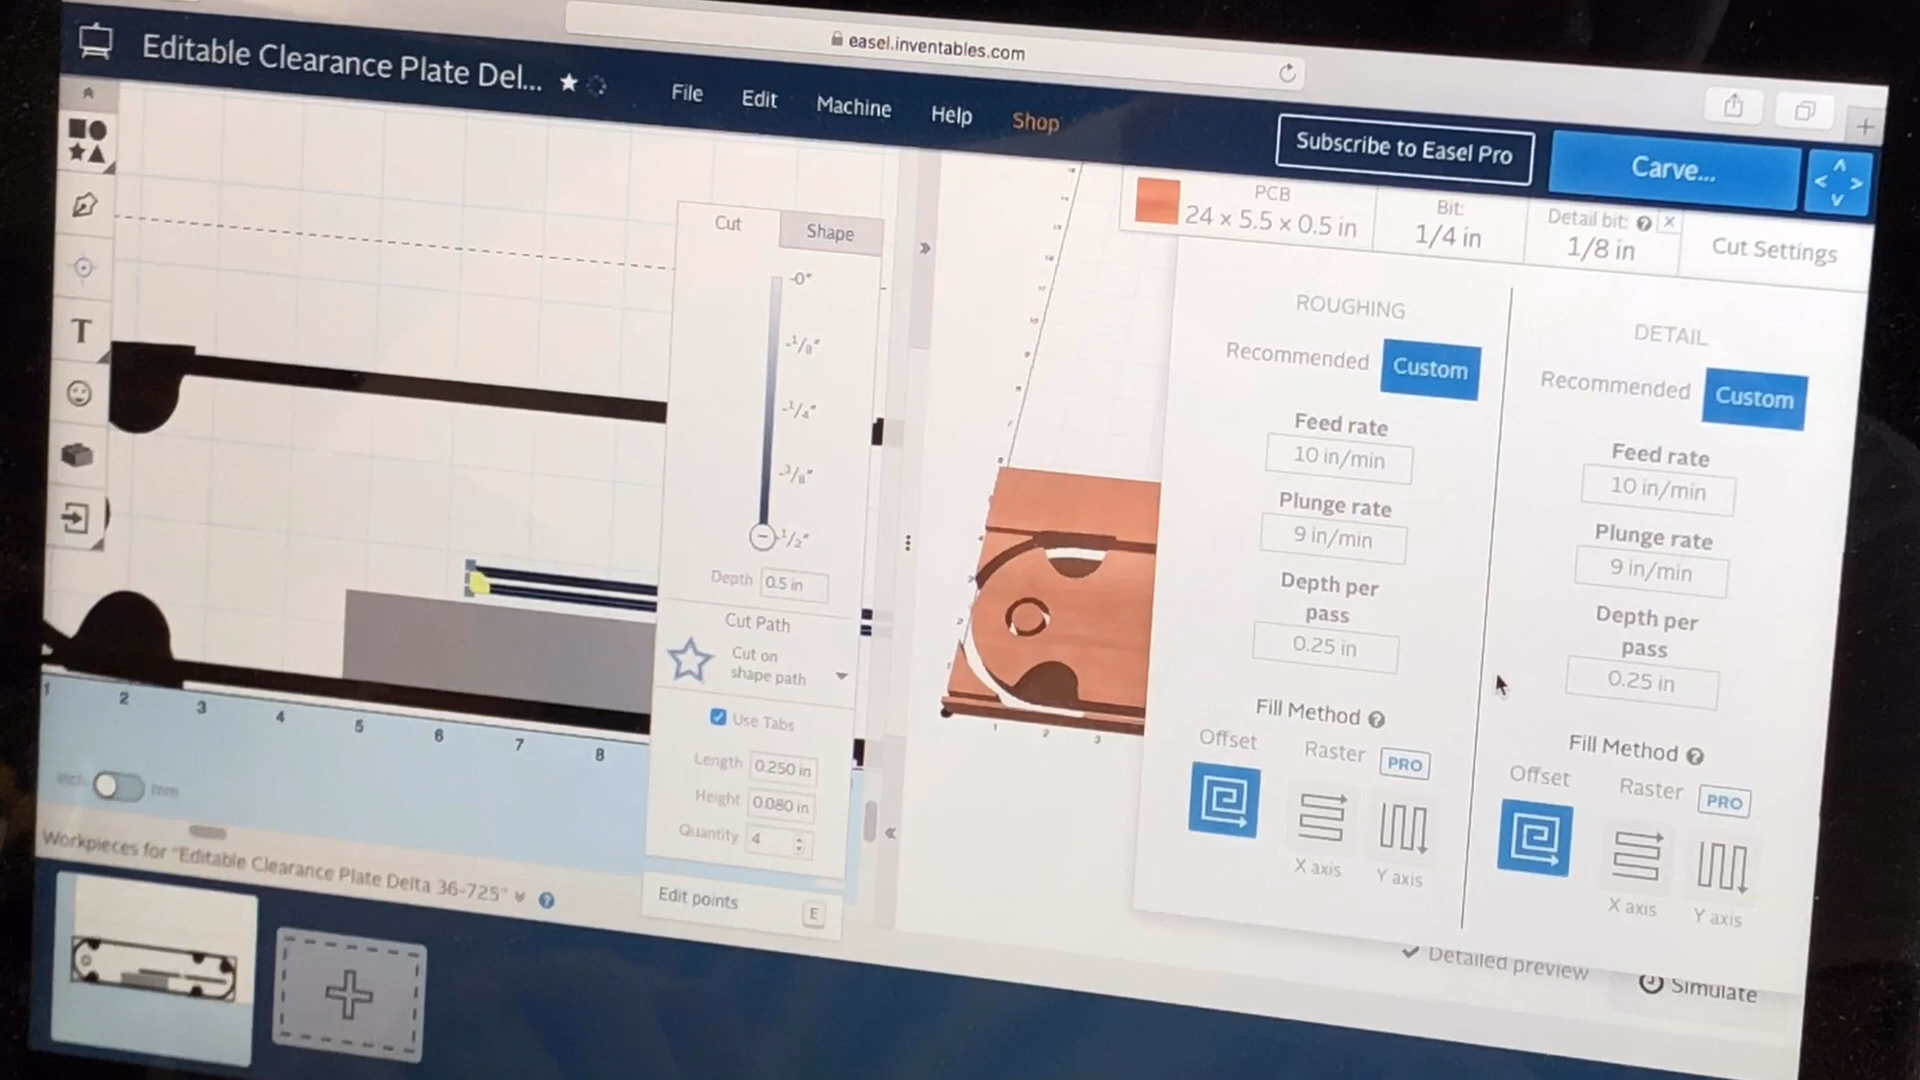 easel.inventables.com
Editable Clearance Plate Del...
File Edit Machine Help Shop
Subscribe to Easel Pro
Carve...
PCB
24 × 5.5 × 0.5 in
Bit:
1/4 in
Detail bit:
1/8 in
Cut Settings
Cut
Shape
-0"
-1/8"
-1/4"
-3/8"
-1/2"
Depth 0.5 in
Cut Path
Cut on
shape path
Use Tabs
Length 0.250 in
Height 0.080 in
Quantity 4
Edit points E
ROUGHING
Recommended Custom
Feed rate
10 in/min
Plunge rate
9 in/min
Depth per
pass
0.25 in
Fill Method
Offset Raster PRO
X axis Y axis
DETAIL
Recommended Custom
Feed rate
10 in/min
Plunge rate
9 in/min
Depth per
pass
0.25 in
Fill Method
Offset Raster PRO
X axis Y axis
Detailed preview
Simulate
T
1 2 3 4 5 6 7 8
inch mm
Workpieces for "Editable Clearance Plate Delta 36-725"
1 2 3